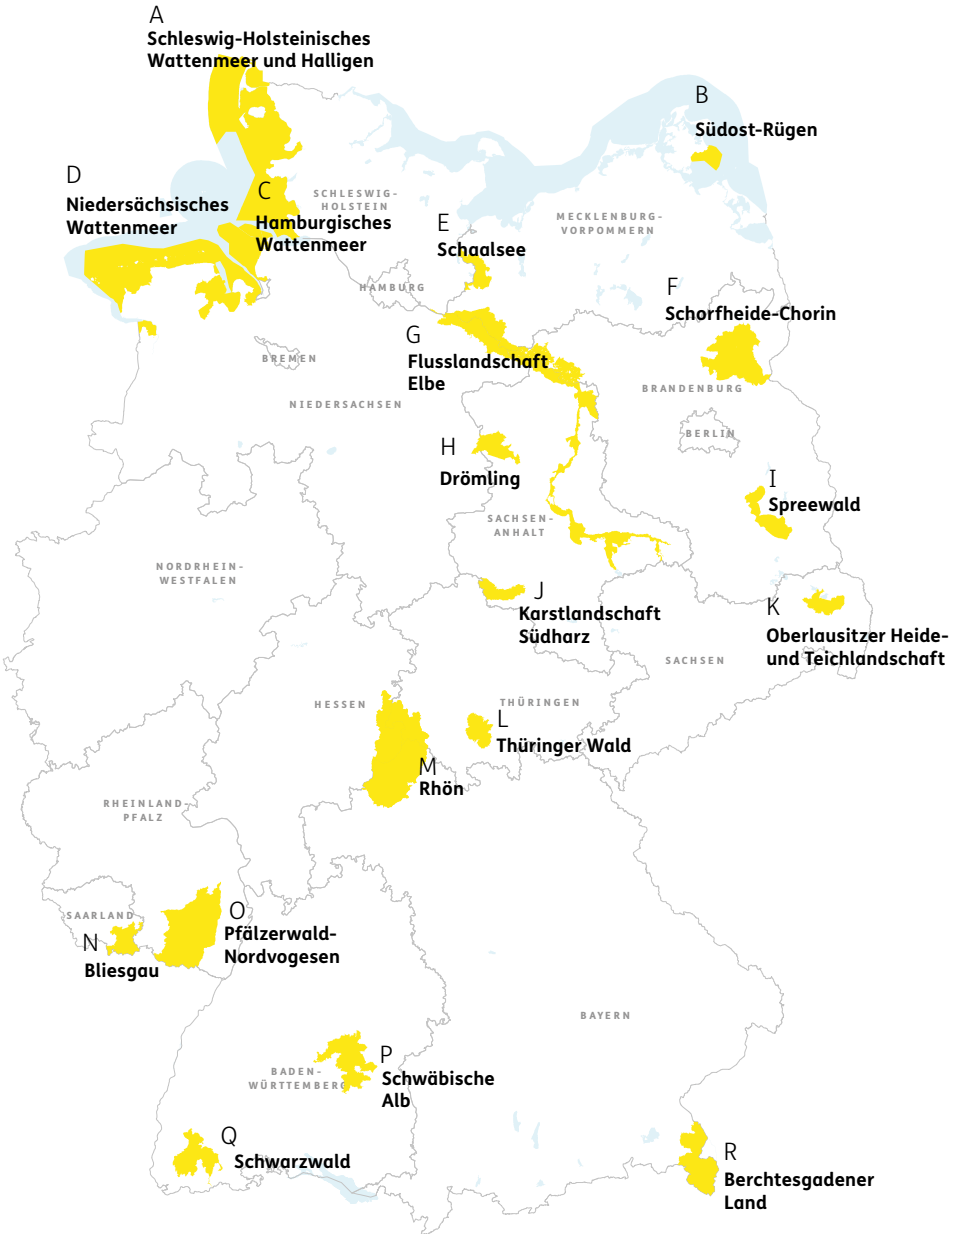 A
Schleswig-Holsteinisches
Wattenmeer und Halligen
B
Südost-Rügen
D
Niedersächsisches
Wattenmeer
C
Hamburgisches
Wattenmeer
SCHLESWIG-
HOLSTEIN
MECKLENBURG-
VORPOMMERN
E
Schaalsee
HAMBURG
F
Schorfheide-Chorin
G
Flusslandschaft
Elbe
BREMEN
NIEDERSACHSEN
BRANDENBURG
BERLIN
H
Drömling
I
Spreewald
SACHSEN-
ANHALT
NORDRHEIN-
WESTFALEN
J
Karstlandschaft
Südharz
K
Oberlausitzer Heide-
und Teichlandschaft
SACHSEN
HESSEN
THÜRINGEN
L
Thüringer Wald
M
Rhön
RHEINLAND-
PFALZ
SAARLAND
N
Bliesgau
O
Pfälzerwald-
Nordvogesen
BAYERN
P
Schwäbische
Alb
BADEN-
WÜRTTEMBERG
Q
Schwarzwald
R
Berchtesgadener
Land